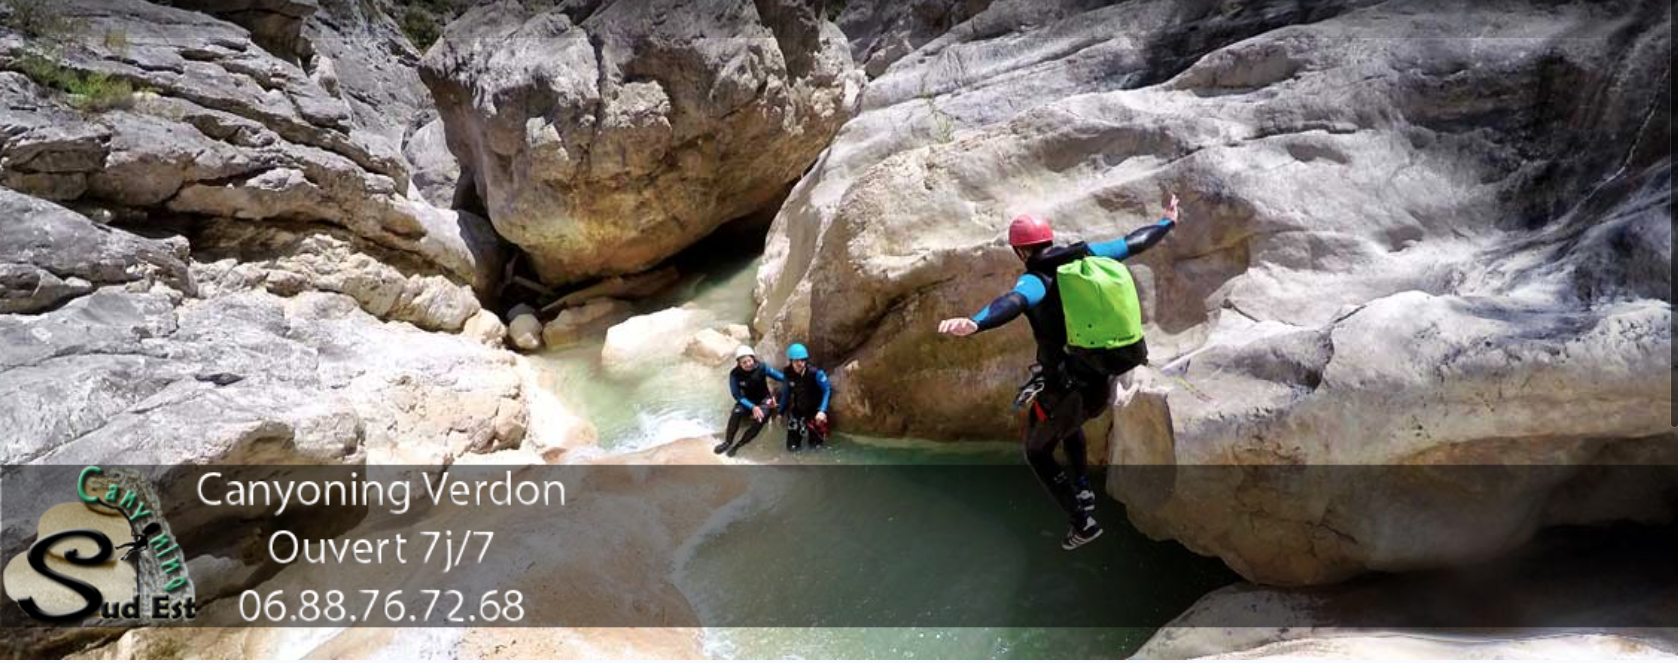 Canyoning
Sud Est
Canyoning Verdon
Ouvert 7j/7
06.88.76.72.68